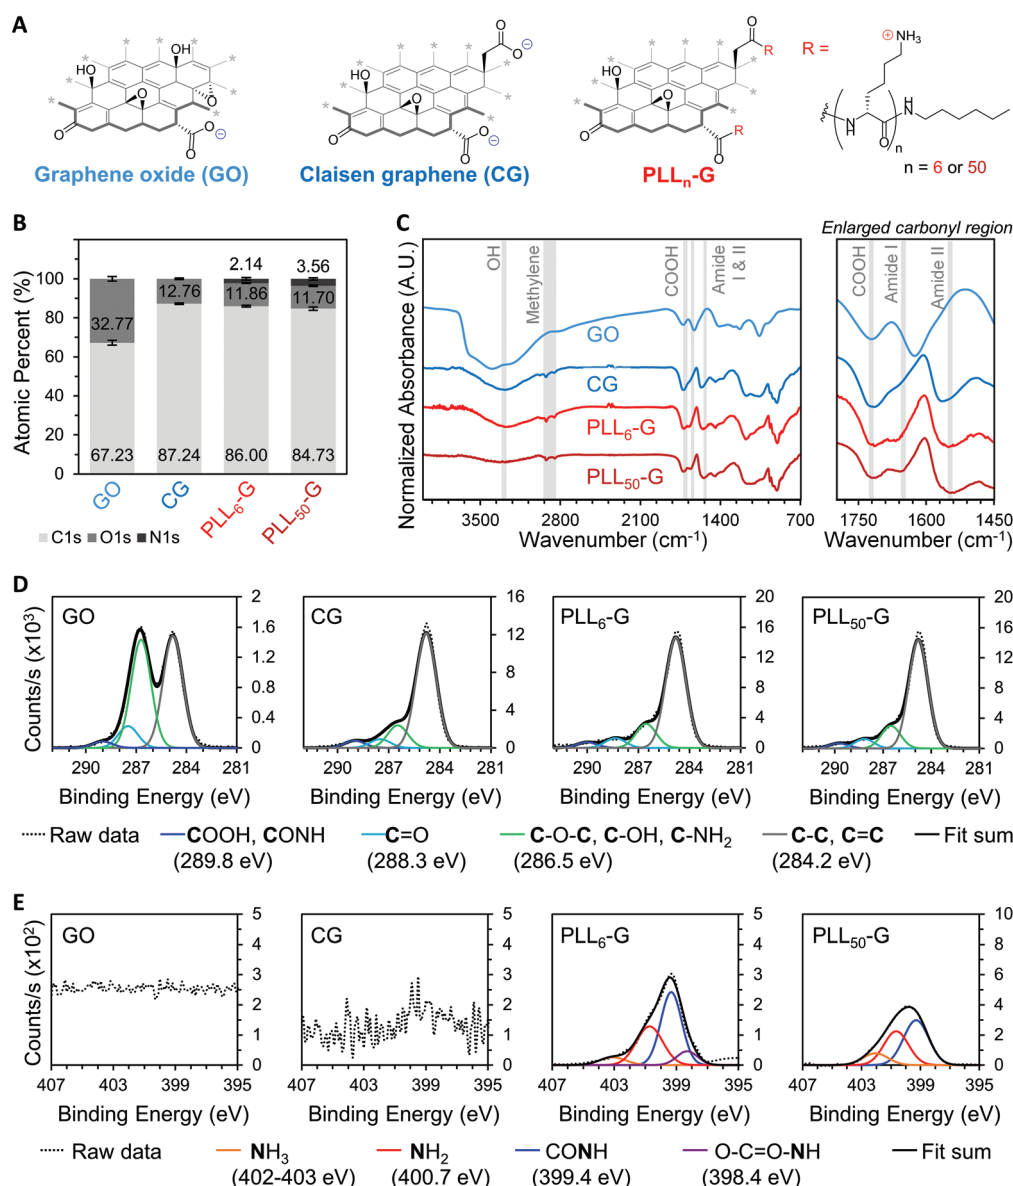 A
OH
HO
O
O
O
O
O
⊖
Graphene oxide (GO)
O
O
⊖
HO
O
O
O
O
⊖
Claisen graphene (CG)
O
R
HO
O
O
R
O
PLLn-G
R =
⊕
NH3
N
H
O
H
N
n
n = 6 or 50
B
Atomic Percent (%)
100
80
60
40
20
0
32.77
67.23
12.76
87.24
2.14
11.86
86.00
3.56
11.70
84.73
GO
CG
PLL6-G
PLL50-G
C1s O1s N1s
C
Normalized Absorbance (A.U.)
OH
Methylene
COOH
Amide
I & II
GO
CG
PLL6-G
PLL50-G
3500 2800 2100 1400 700
Wavenumber (cm-1)
Enlarged carbonyl region
COOH
Amide I
Amide II
1750 1600 1450
Wavenumber (cm-1)
D
Counts/s (x10³)
GO
2
1.6
1.2
0.8
0.4
0
290 287 284 281
Binding Energy (eV)
CG
16
12
8
4
0
290 287 284 281
Binding Energy (eV)
PLL6-G
20
16
12
8
4
0
290 287 284 281
Binding Energy (eV)
PLL50-G
20
16
12
8
4
0
290 287 284 281
Binding Energy (eV)
Raw data COOH, CONH C=O C-O-C, C-OH, C-NH2 C-C, C=C Fit sum
(289.8 eV) (288.3 eV) (286.5 eV) (284.2 eV)
E
Counts/s (x10²)
GO
5
4
3
2
1
0
407 403 399 395
Binding Energy (eV)
CG
5
4
3
2
1
0
407 403 399 395
Binding Energy (eV)
PLL6-G
5
4
3
2
1
0
407 403 399 395
Binding Energy (eV)
PLL50-G
10
8
6
4
2
0
407 403 399 395
Binding Energy (eV)
Raw data NH3 NH2 CONH O-C=O-NH Fit sum
(402-403 eV) (400.7 eV) (399.4 eV) (398.4 eV)